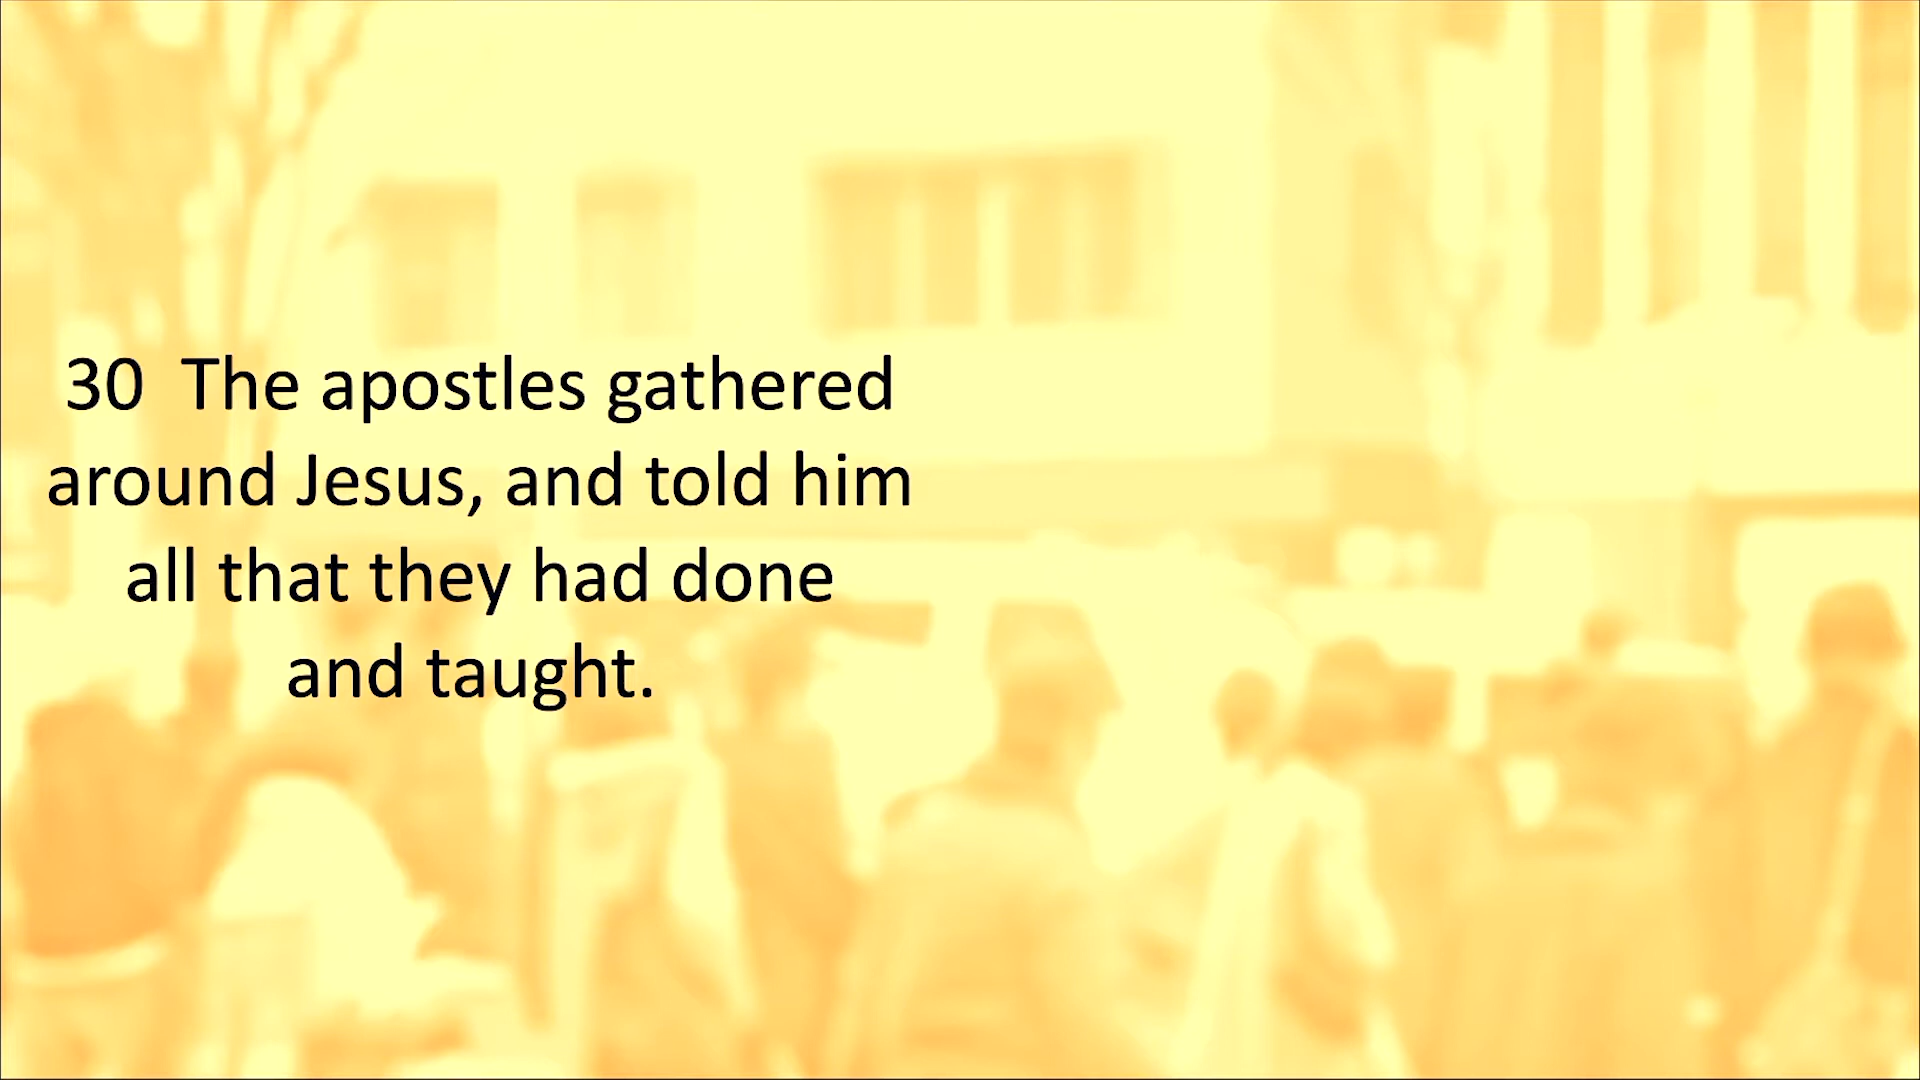 30  The apostles gathered
around Jesus, and told him
all that they had done
and taught.